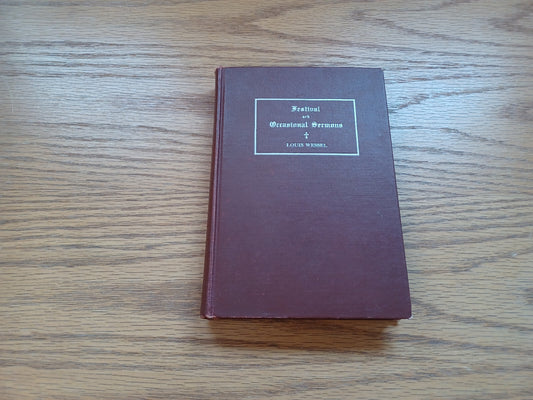 Festival
and
Occasional Sermons
LOUIS WESSEL